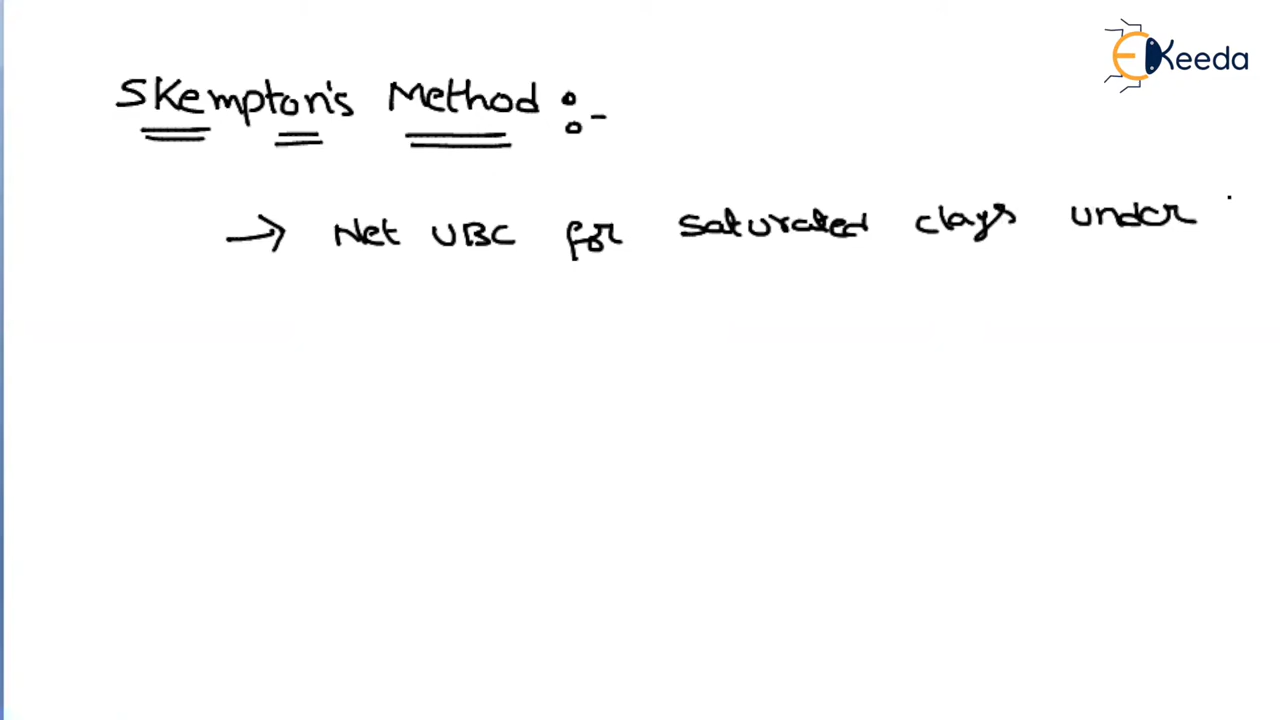 EKeeda
SKempton's Method :-
→ Net UBC for saturated clays under